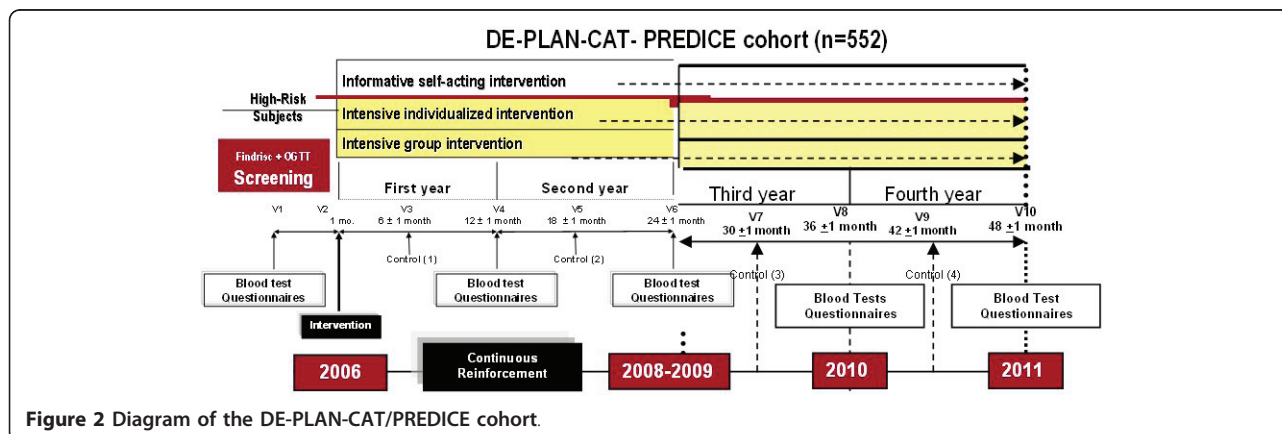 DE-PLAN-CAT- PREDICE cohort (n=552)
Informative self-acting intervention
High-Risk
Subjects
Intensive individualized intervention
Intensive group intervention
Findrisc + OGTT
Screening
First year
Second year
Third year
Fourth year
V1
V2
V3
V4
V5
V6
V7
V8
V9
V10
1 mo.
6 ± 1 month
12 ± 1 month
18 ± 1 month
24 ± 1 month
30 ±1 month
36 ±1 month
42 ±1 month
48 ±1 month
Control (1)
Control (2)
Control (3)
Control (4)
Blood test
Questionnaires
Blood test
Questionnaires
Blood test
Questionnaires
Blood Tests
Questionnaires
Blood Test
Questionnaires
Intervention
2006
Continuous
Reinforcement
2008-2009
2010
2011
Figure 2 Diagram of the DE-PLAN-CAT/PREDICE cohort.